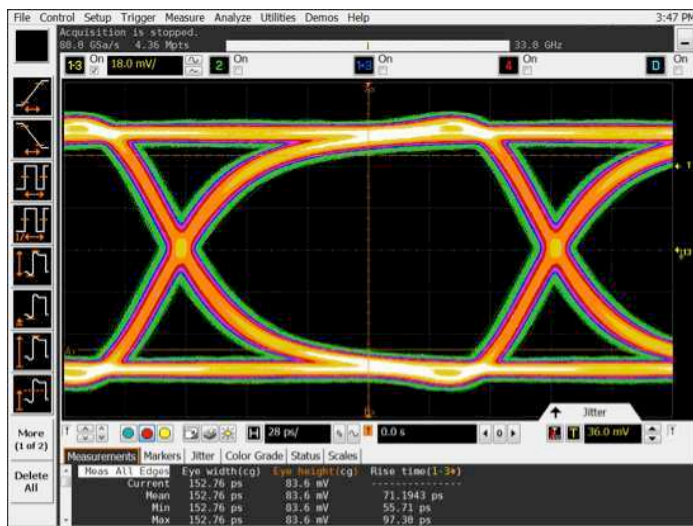 File Control Setup Trigger Measure Analyze Utilities Demos Help 3:47 PM
Acquisition is stopped.
80.0 GSa/s 4.36 Mpts 33.0 GHz
1-3 On 18.0 mV/ 2 On 1-3 On 4 On D On
More
(1 of 2)
Delete
All
Jitter
H 28 ps/ 0.0 s 0 T 36.0 mV
Measurements Markers Jitter Color Grade Status Scales
Meas All Edges Eye width(cg) Eye height(cg) Rise time(1-3+)
Current 152.76 ps 83.6 mV ---------------
Mean 152.76 ps 83.6 mV 71.1943 ps
Min 152.76 ps 83.6 mV 55.71 ps
Max 152.76 ps 83.6 mV 97.30 ps